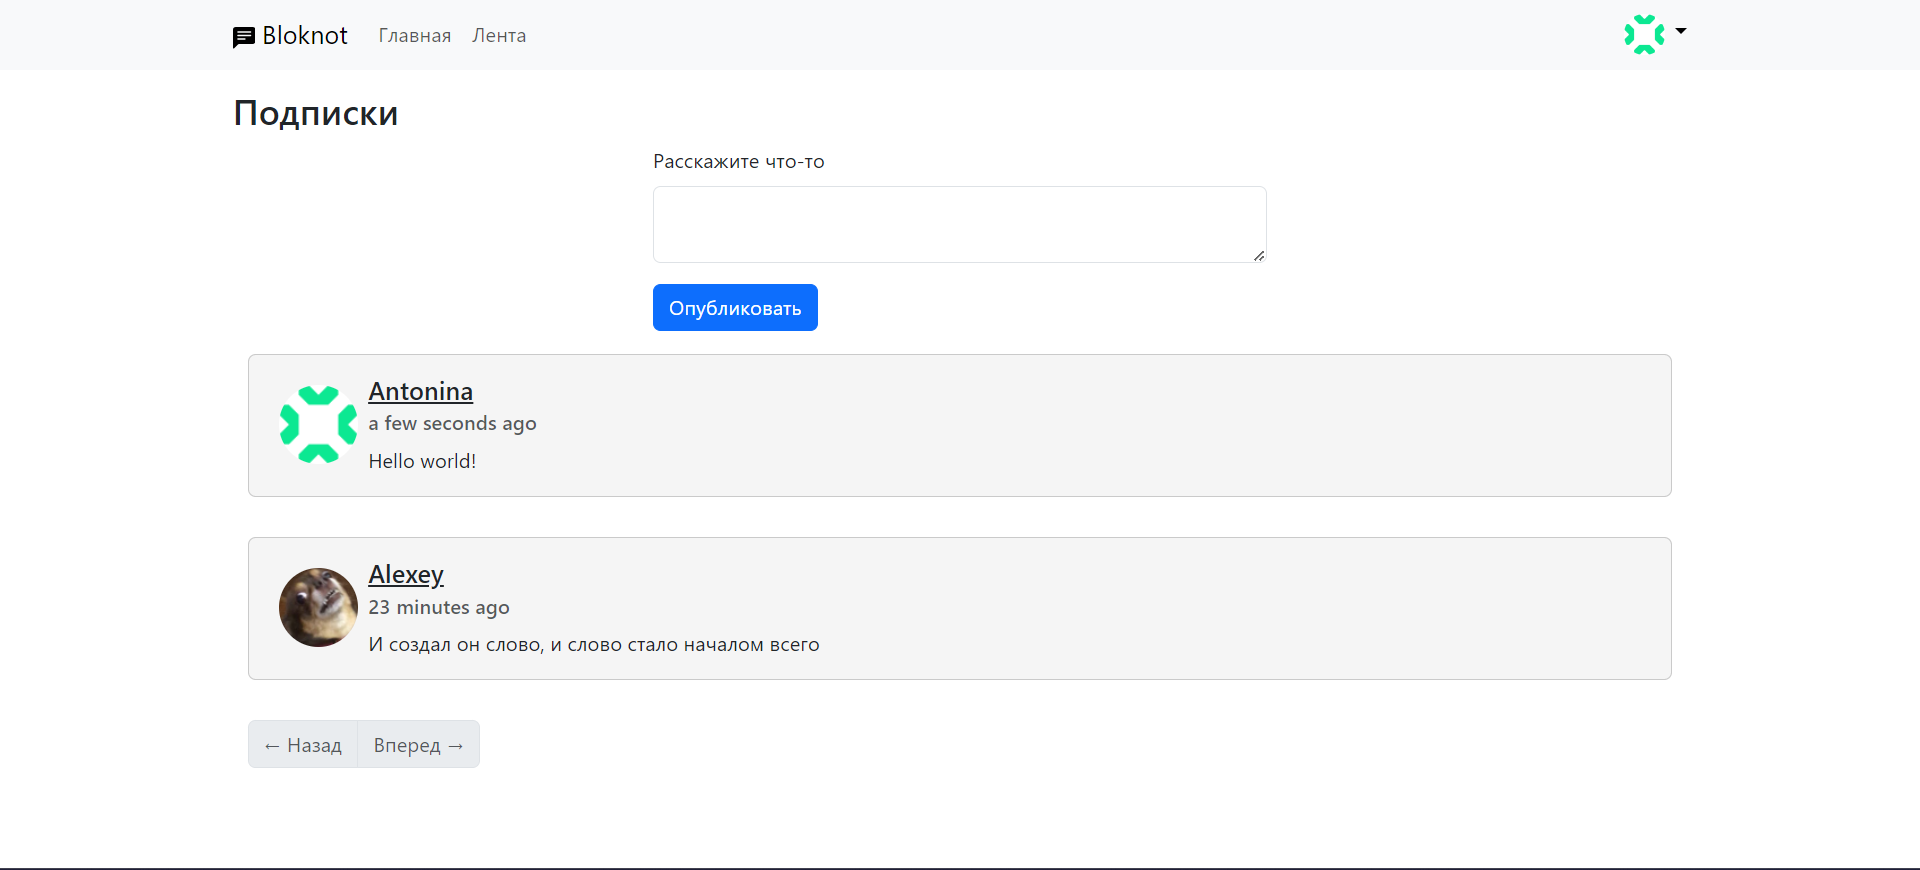 Bloknot Главная Лента
Подписки
Расскажите что-то
Опубликовать
Antonina
a few seconds ago
Hello world!
Alexey
23 minutes ago
И создал он слово, и слово стало началом всего
← Назад Вперед →